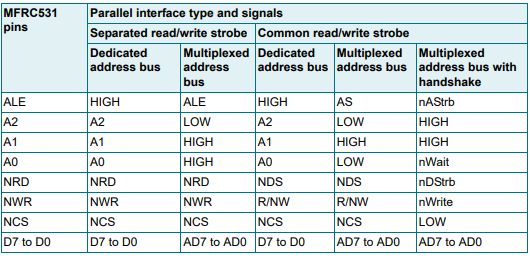 MFRC531 pins Parallel interface type and signals
Separated read/write strobe Common read/write strobe
Dedicated address bus Multiplexed address bus Dedicated address bus Multiplexed address bus Multiplexed address bus with handshake
ALE HIGH ALE HIGH AS nAStrb
A2 A2 LOW A2 LOW HIGH
A1 A1 HIGH A1 HIGH HIGH
A0 A0 HIGH A0 LOW nWait
NRD NRD NRD NDS NDS nDStrb
NWR NWR NWR R/NW R/NW nWrite
NCS NCS NCS NCS NCS LOW
D7 to D0 D7 to D0 AD7 to AD0 D7 to D0 AD7 to AD0 AD7 to AD0